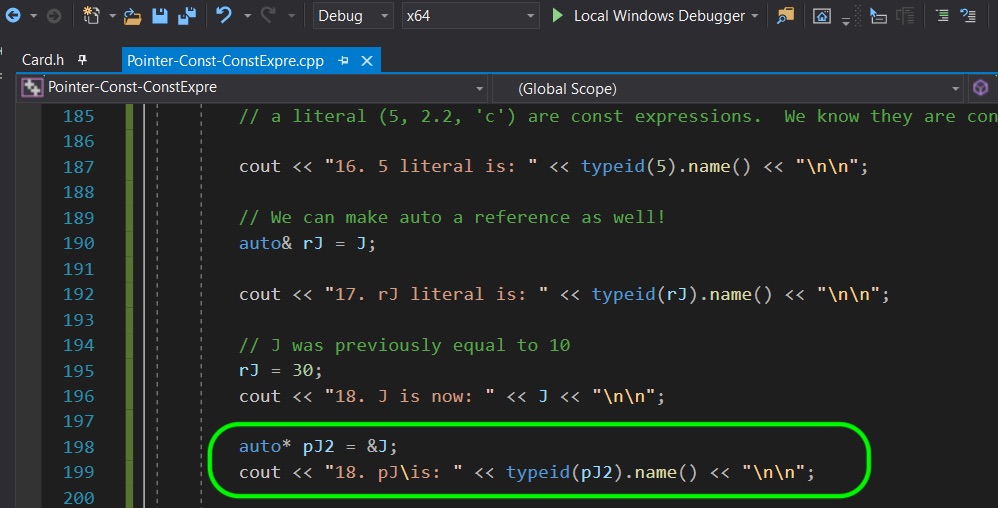 Debug x64 Local Windows Debugger
Card.h Pointer-Const-ConstExpre.cpp
Pointer-Const-ConstExpre (Global Scope)
185 // a literal (5, 2.2, 'c') are const expressions.  We know they are con
186
187 cout << "16. 5 literal is: " << typeid(5).name() << "\n\n";
188
189 // We can make auto a reference as well!
190 auto& rJ = J;
191
192 cout << "17. rJ literal is: " << typeid(rJ).name() << "\n\n";
193
194 // J was previously equal to 10
195 rJ = 30;
196 cout << "18. J is now: " << J << "\n\n";
197
198 auto* pJ2 = &J;
199 cout << "18. pJ\is: " << typeid(pJ2).name() << "\n\n";
200